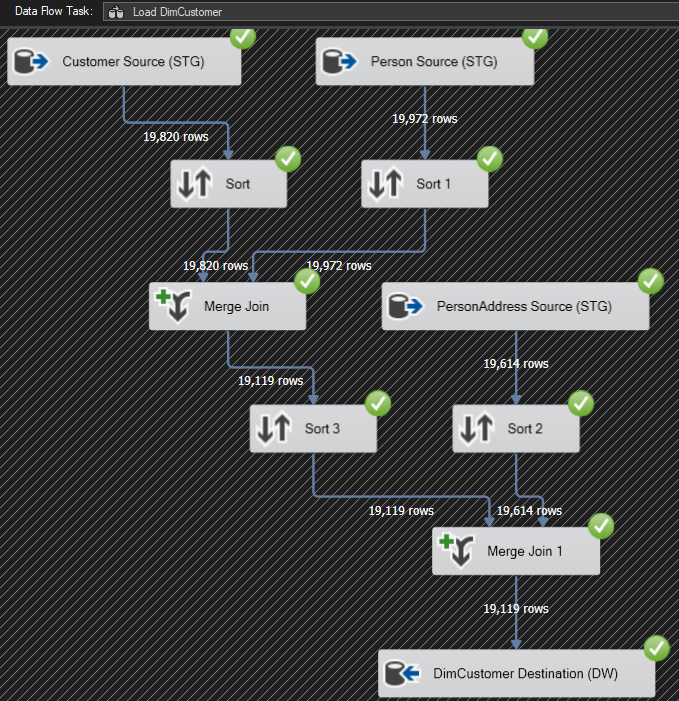 Data Flow Task: Load DimCustomer
Customer Source (STG)
Person Source (STG)
19,820 rows
19,972 rows
Sort
Sort 1
19,820 rows
19,972 rows
Merge Join
PersonAddress Source (STG)
19,119 rows
19,614 rows
Sort 3
Sort 2
19,119 rows
19,614 rows
Merge Join 1
19,119 rows
DimCustomer Destination (DW)